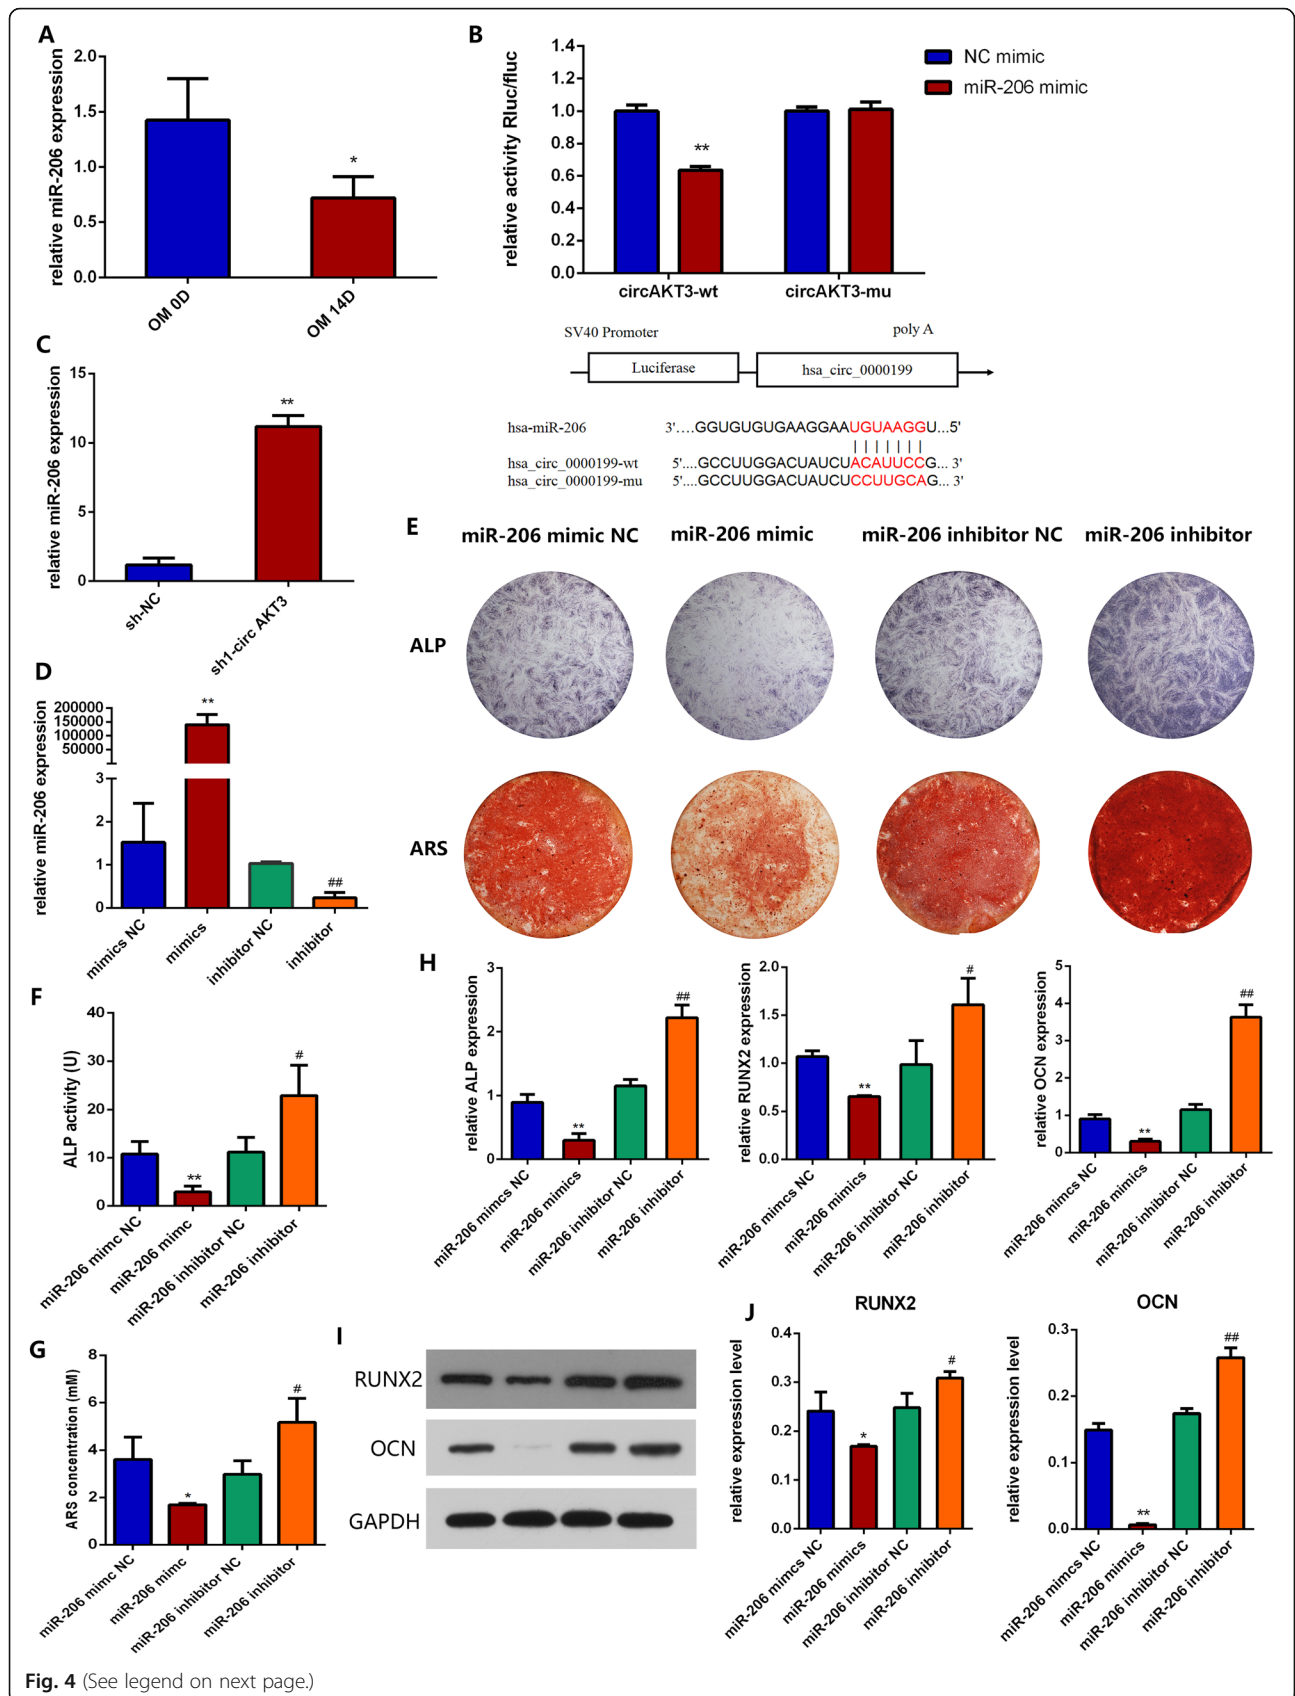 A
relative miR-206 expression
2.0
1.5
1.0
0.5
0.0
*
OM 0D
OM 14D
B
relative activity Rluc/fluc
1.4
1.2
1.0
0.8
0.6
0.4
0.2
0.0
**
circAKT3-wt
circAKT3-mu
NC mimic
miR-206 mimic
SV40 Promoter
poly A
Luciferase
hsa_circ_0000199
hsa-miR-206 3'....GGUGUGUGAAGGAAUGUAAGGU...5'
hsa_circ_0000199-wt 5'....GCCUUGGACUAUCUACAUUCCG... 3'
hsa_circ_0000199-mu 5'....GCCUUGGACUAUCUCCUUGCAG... 3'
C
relative miR-206 expression
15
10
5
0
**
sh-NC
sh1-circ AKT3
D
relative miR-206 expression
200000
150000
100000
50000
3
2
1
0
**
##
mimics NC
mimics
inhibitor NC
inhibitor
E
miR-206 mimic NC
miR-206 mimic
miR-206 inhibitor NC
miR-206 inhibitor
ALP
ARS
F
ALP activity (U)
40
30
20
10
0
**
#
miR-206 mimc NC
miR-206 mimc
miR-206 inhibitor NC
miR-206 inhibitor
G
ARS concentration (mM)
8
6
4
2
0
*
#
miR-206 mimc NC
miR-206 mimc
miR-206 inhibitor NC
miR-206 inhibitor
H
relative ALP expression
3
2
1
0
**
##
miR-206 mimcs NC
miR-206 mimics
miR-206 inhibitor NC
miR-206 inhibitor
relative RUNX2 expression
2.0
1.5
1.0
0.5
0.0
**
#
miR-206 mimcs NC
miR-206 mimics
miR-206 inhibitor NC
miR-206 inhibitor
relative OCN expression
5
4
3
2
1
0
**
##
miR-206 mimcs NC
miR-206 mimics
miR-206 inhibitor NC
miR-206 inhibitor
I
RUNX2
OCN
GAPDH
J
RUNX2
relative expression level
0.4
0.3
0.2
0.1
0.0
*
#
miR-206 mimcs NC
miR-206 mimics
miR-206 inhibitor NC
miR-206 inhibitor
OCN
relative expression level
0.3
0.2
0.1
0.0
**
##
miR-206 mimcs NC
miR-206 mimics
miR-206 inhibitor NC
miR-206 inhibitor
Fig. 4 (See legend on next page.)